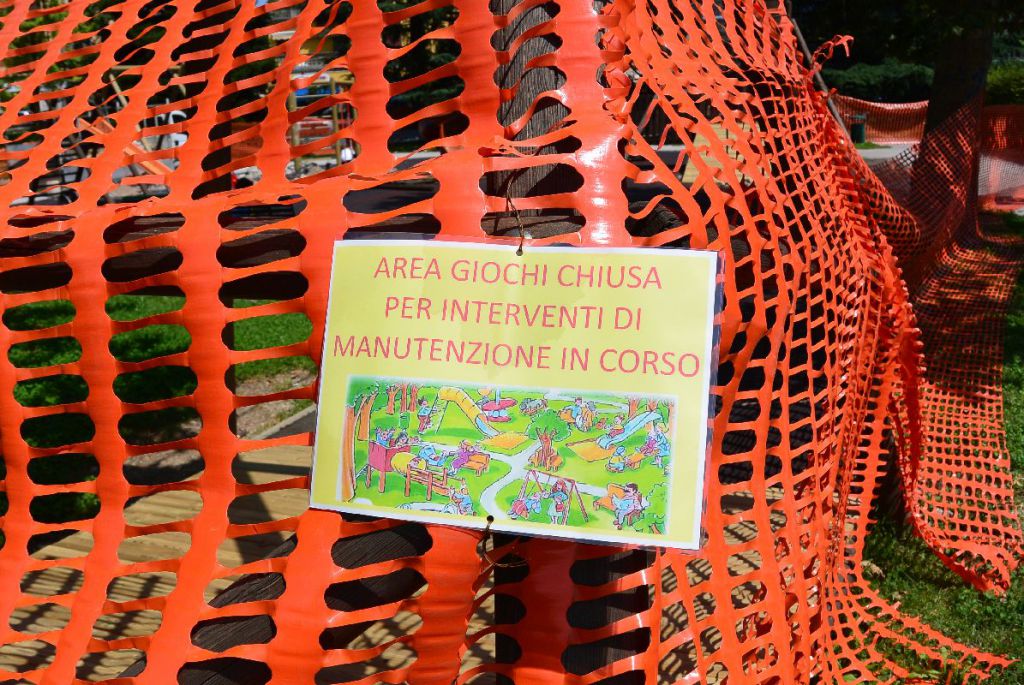 AREA GIOCHI CHIUSA
PER INTERVENTI DI
MANUTENZIONE IN CORSO